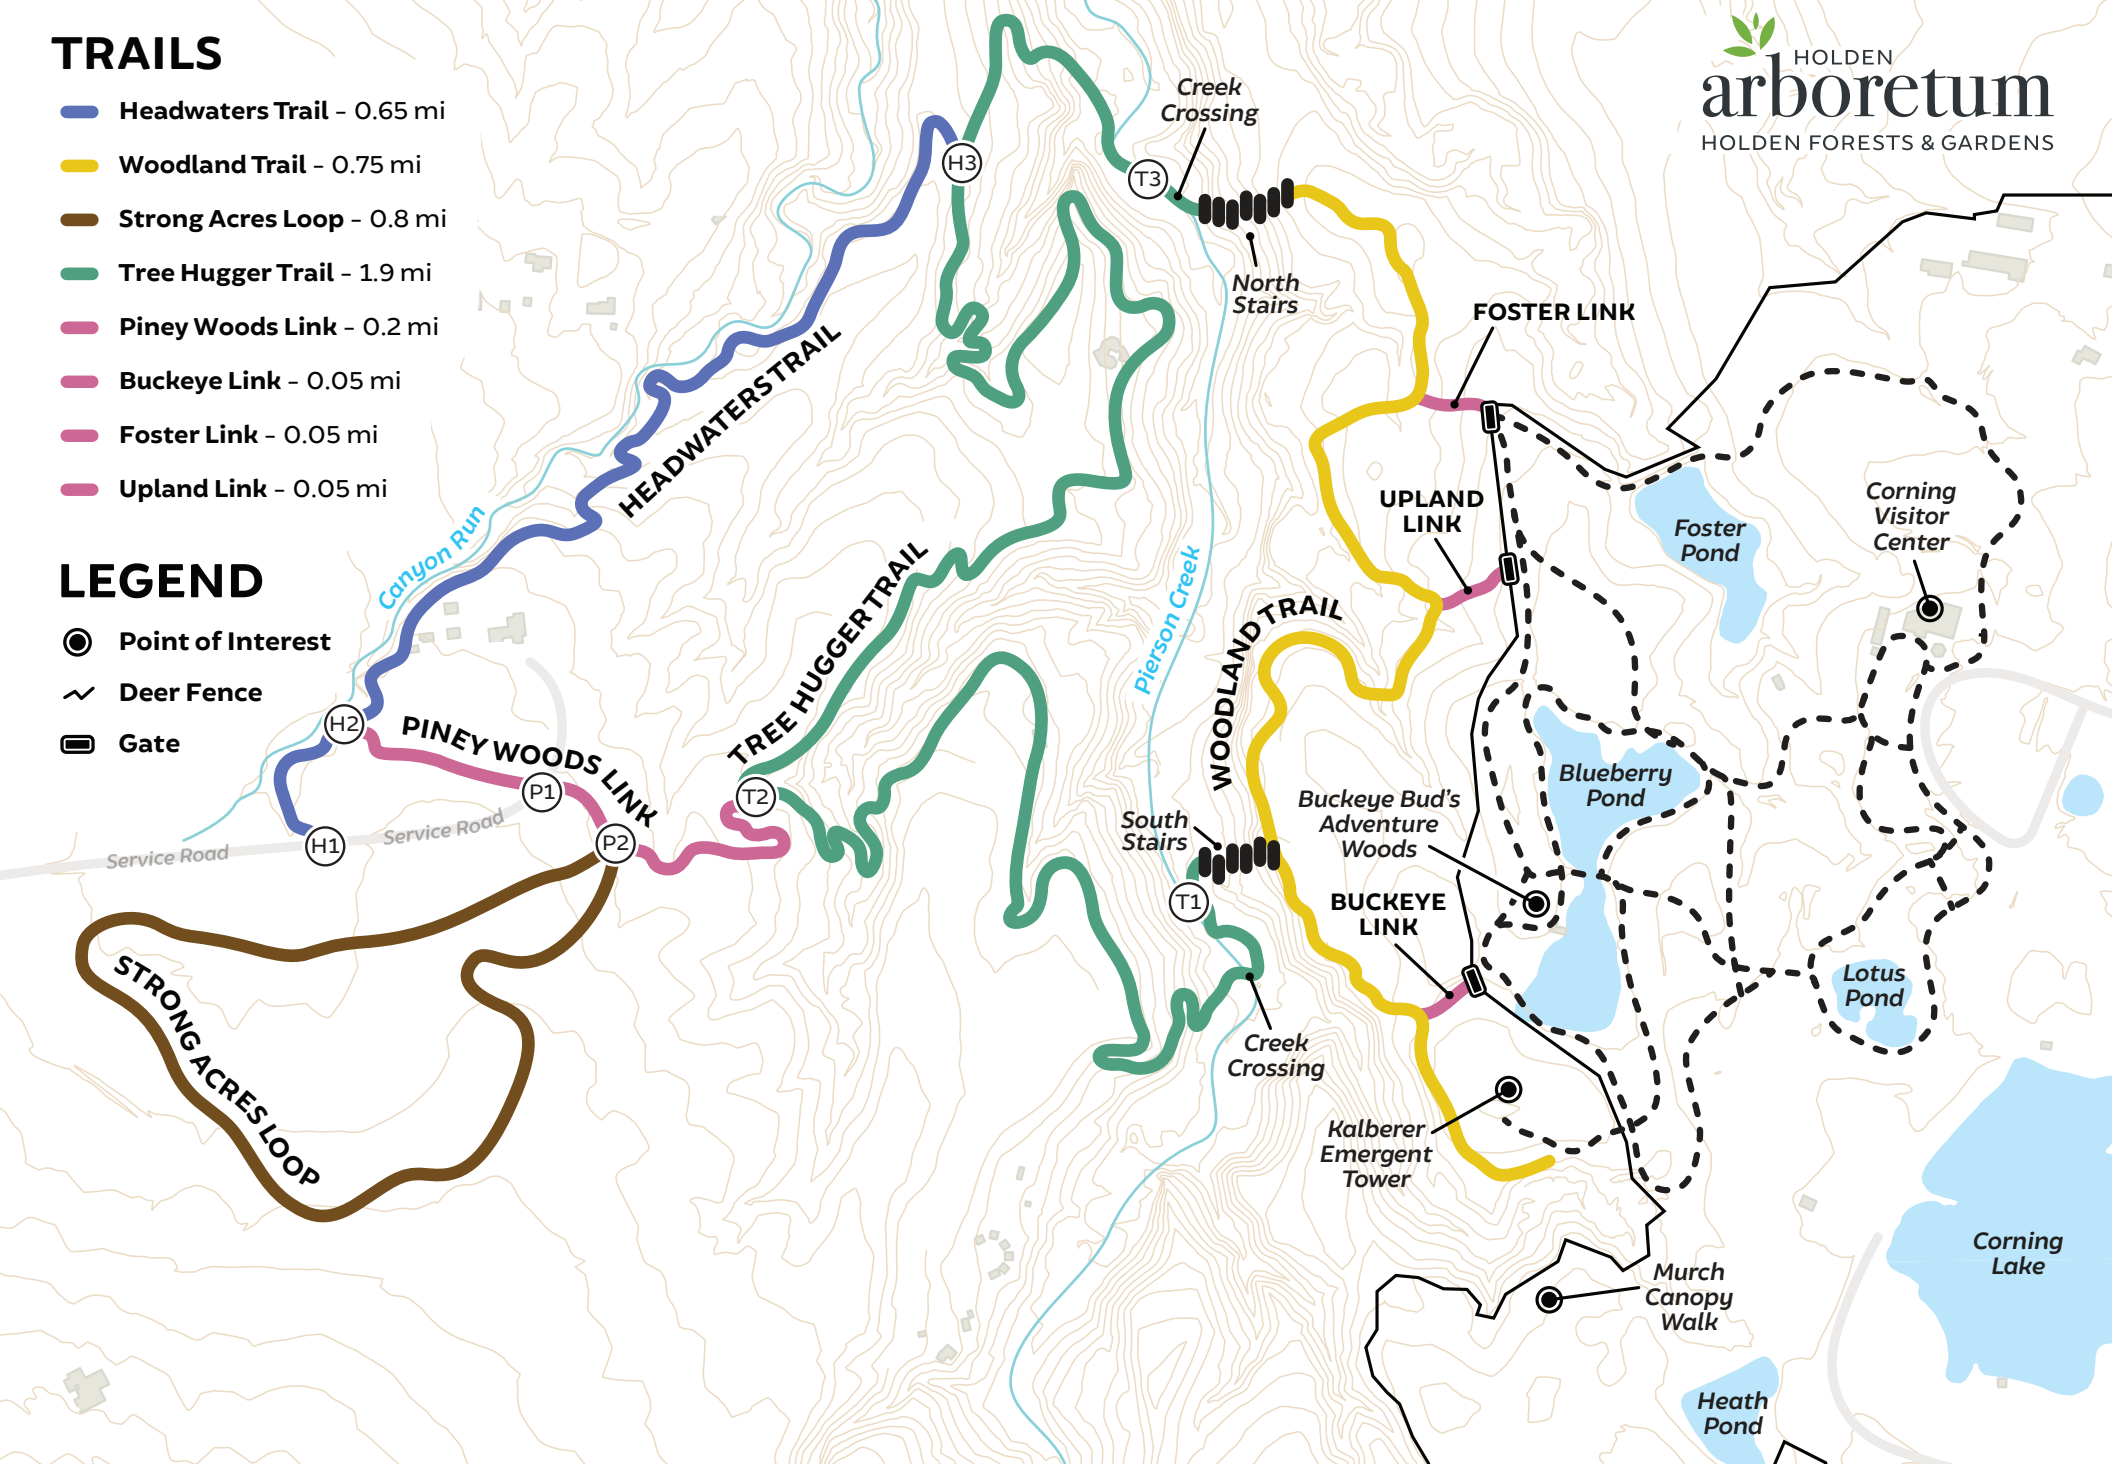 TRAILS
Headwaters Trail - 0.65 mi
Woodland Trail - 0.75 mi
Strong Acres Loop - 0.8 mi
Tree Hugger Trail - 1.9 mi
Piney Woods Link - 0.2 mi
Buckeye Link - 0.05 mi
Foster Link - 0.05 mi
Upland Link - 0.05 mi
LEGEND
Point of Interest
Deer Fence
Gate
HOLDEN
arboretum
HOLDEN FORESTS & GARDENS
Creek
Crossing
H3
T3
North
Stairs
FOSTER LINK
HEADWATERS TRAIL
Canyon Run
UPLAND
LINK
Foster
Pond
Corning
Visitor
Center
TREE HUGGER TRAIL
Pierson Creek
WOODLAND TRAIL
H2
PINEY WOODS LINK
P1
T2
H1
Service Road
Service Road
P2
South
Stairs
T1
Buckeye Bud's
Adventure
Woods
Blueberry
Pond
BUCKEYE
LINK
Lotus
Pond
STRONG ACRES LOOP
Creek
Crossing
Kalberer
Emergent
Tower
Corning
Lake
Murch
Canopy
Walk
Heath
Pond